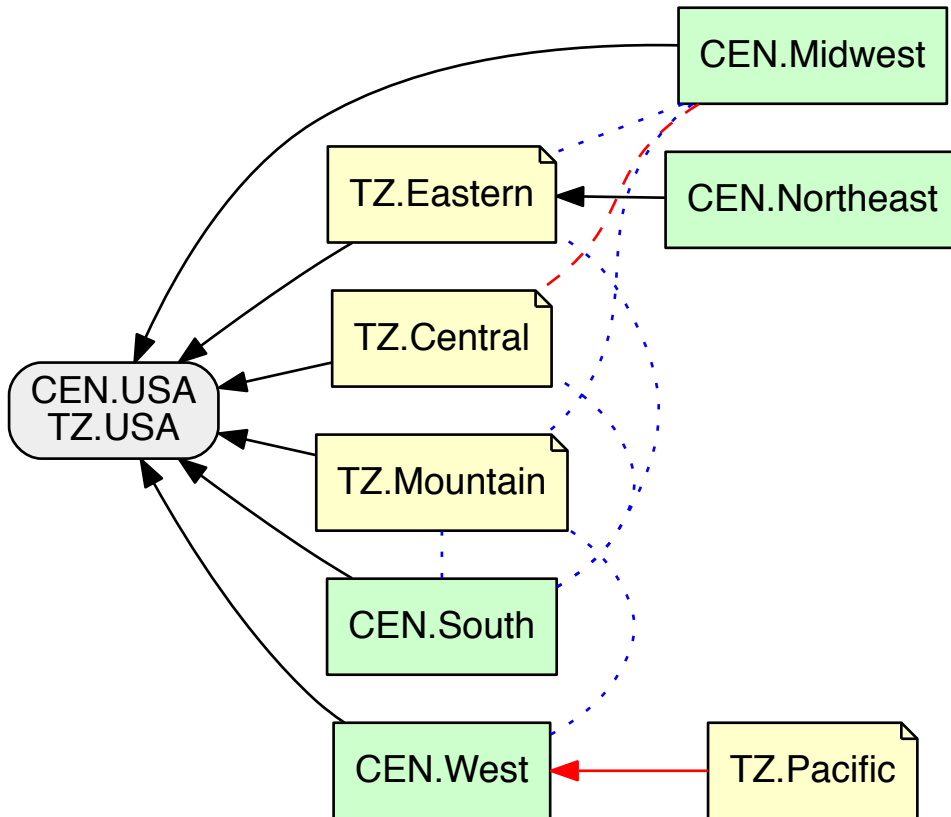 CEN.Midwest
TZ.Eastern
CEN.Northeast
TZ.Central
CEN.USA
TZ.USA
TZ.Mountain
CEN.South
CEN.West
TZ.Pacific